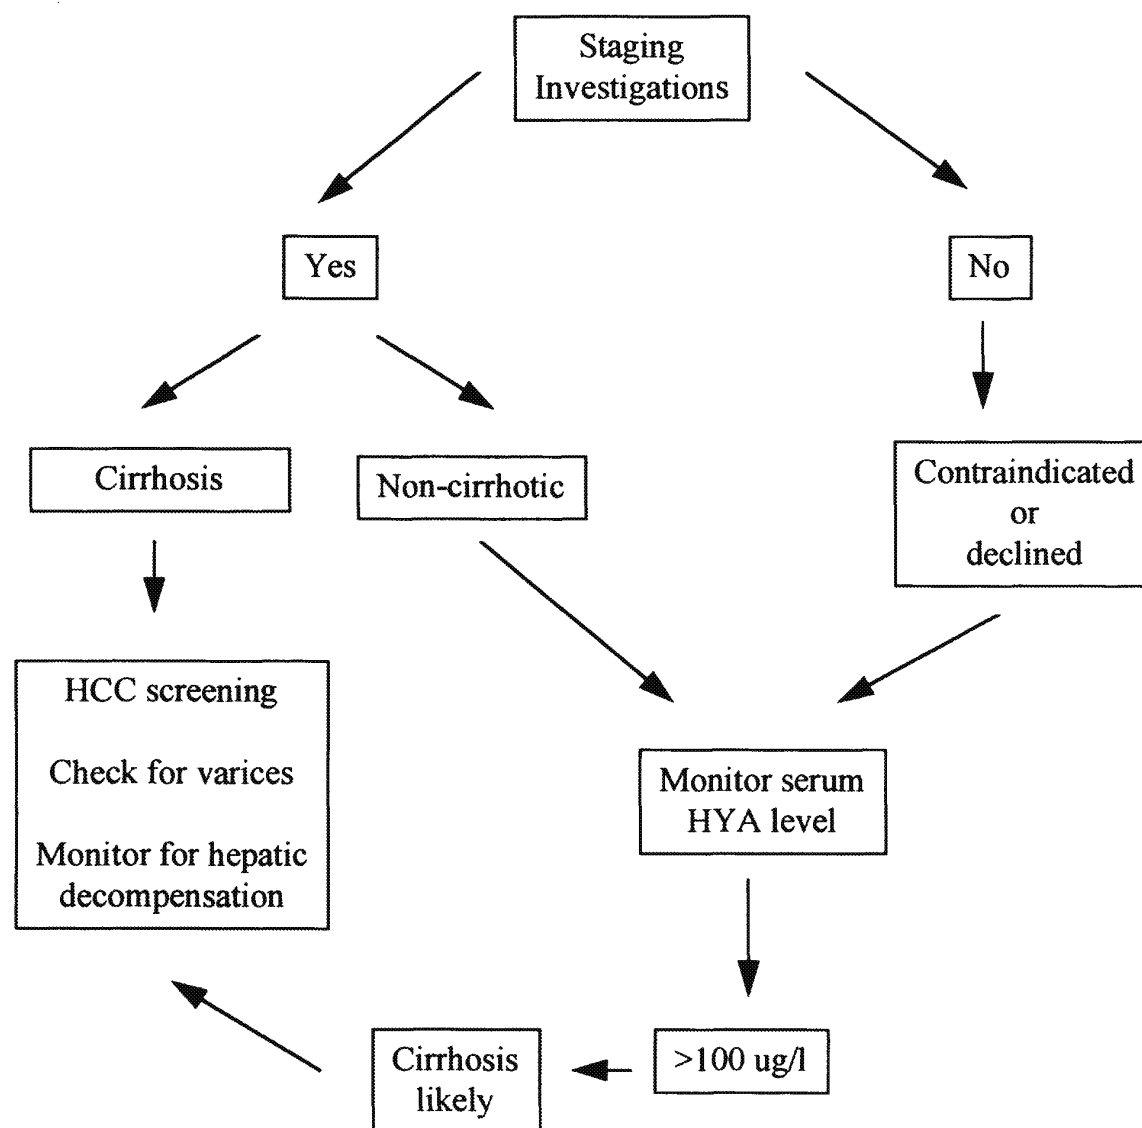 Staging
Investigations
Yes
No
Cirrhosis
Non-cirrhotic
Contraindicated
or
declined
HCC screening
Check for varices
Monitor for hepatic
decompensation
Monitor serum
HYA level
>100 ug/l
Cirrhosis
likely